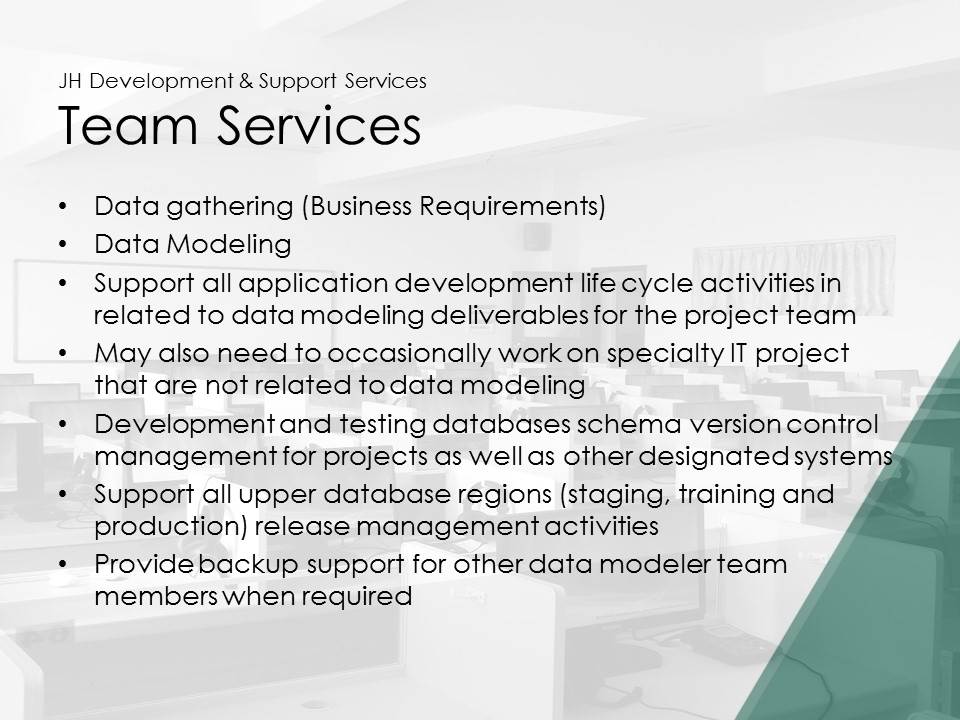 JH Development & Support Services
Team Services
• Data gathering (Business Requirements)
• Data Modeling
• Support all application development life cycle activities in
related to data modeling deliverables for the project team
• May also need to occasionally work on specialty IT project
that are not related to data modeling
• Development and testing databases schema version control
management for projects as well as other designated systems
• Support all upper database regions (staging, training and
production) release management activities
• Provide backup support for other data modeler team
members when required